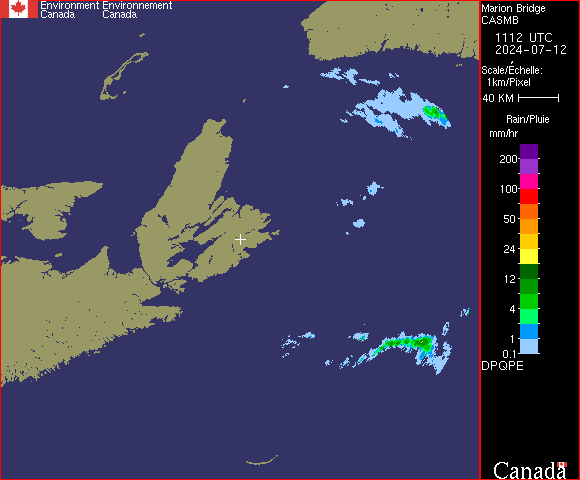 Environment Environnement
Canada Canada
Marion Bridge
CASMB
1112 UTC
2024-07-12
Scale/Échelle:
1km/Pixel
40 KM
Rain/Pluie
mm/hr
200
100
50
24
12
4
1
0.1
DPQPE
Canada